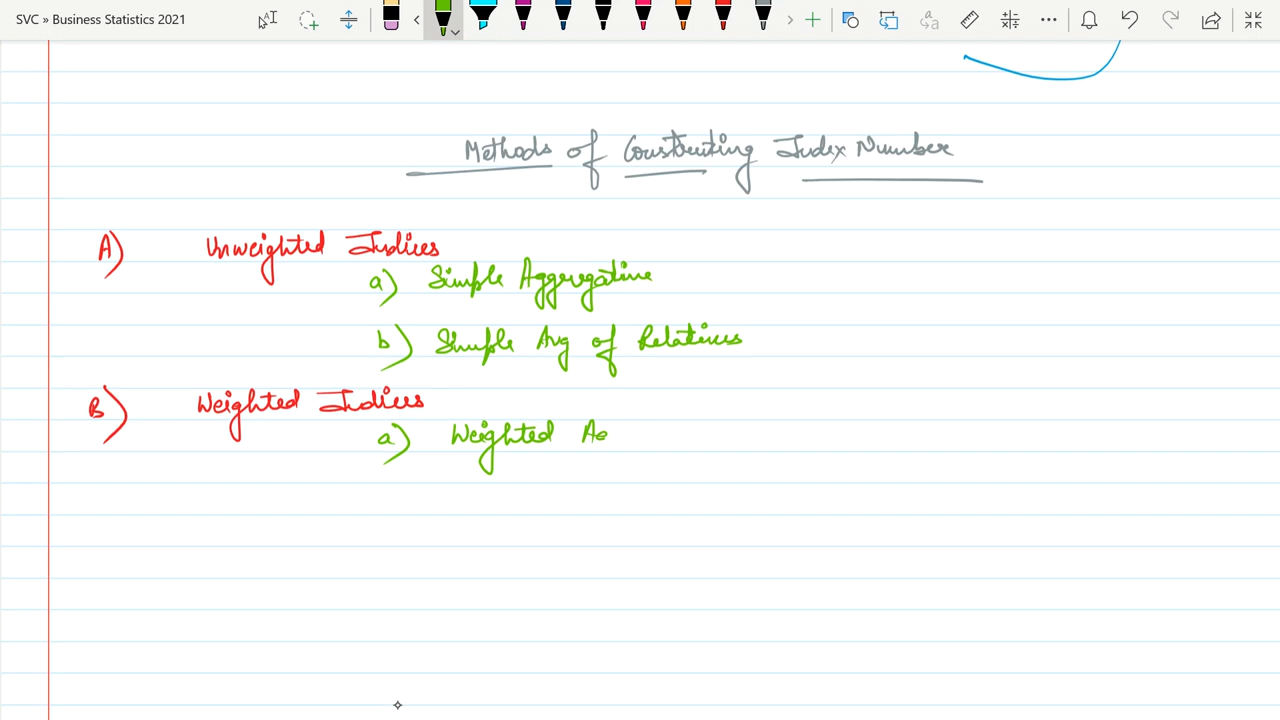 SVC » Business Statistics 2021
Methods of Constructing Index Number
A) Unweighted Indices
a) Simple Aggregative
b) Simple Avg of Relatives
B) Weighted Indices
a) Weighted